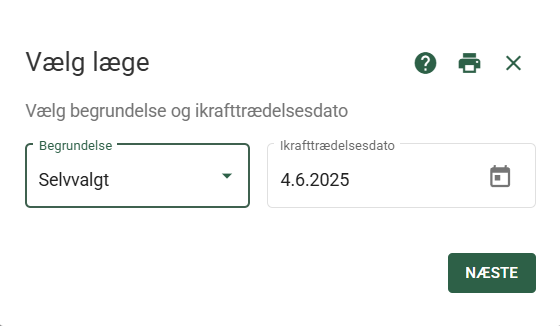 Vælg læge
Vælg begrundelse og ikrafttrædelsesdato
Begrundelse
Selvvalgt
Ikrafttrædelsesdato
4.6.2025
NÆSTE